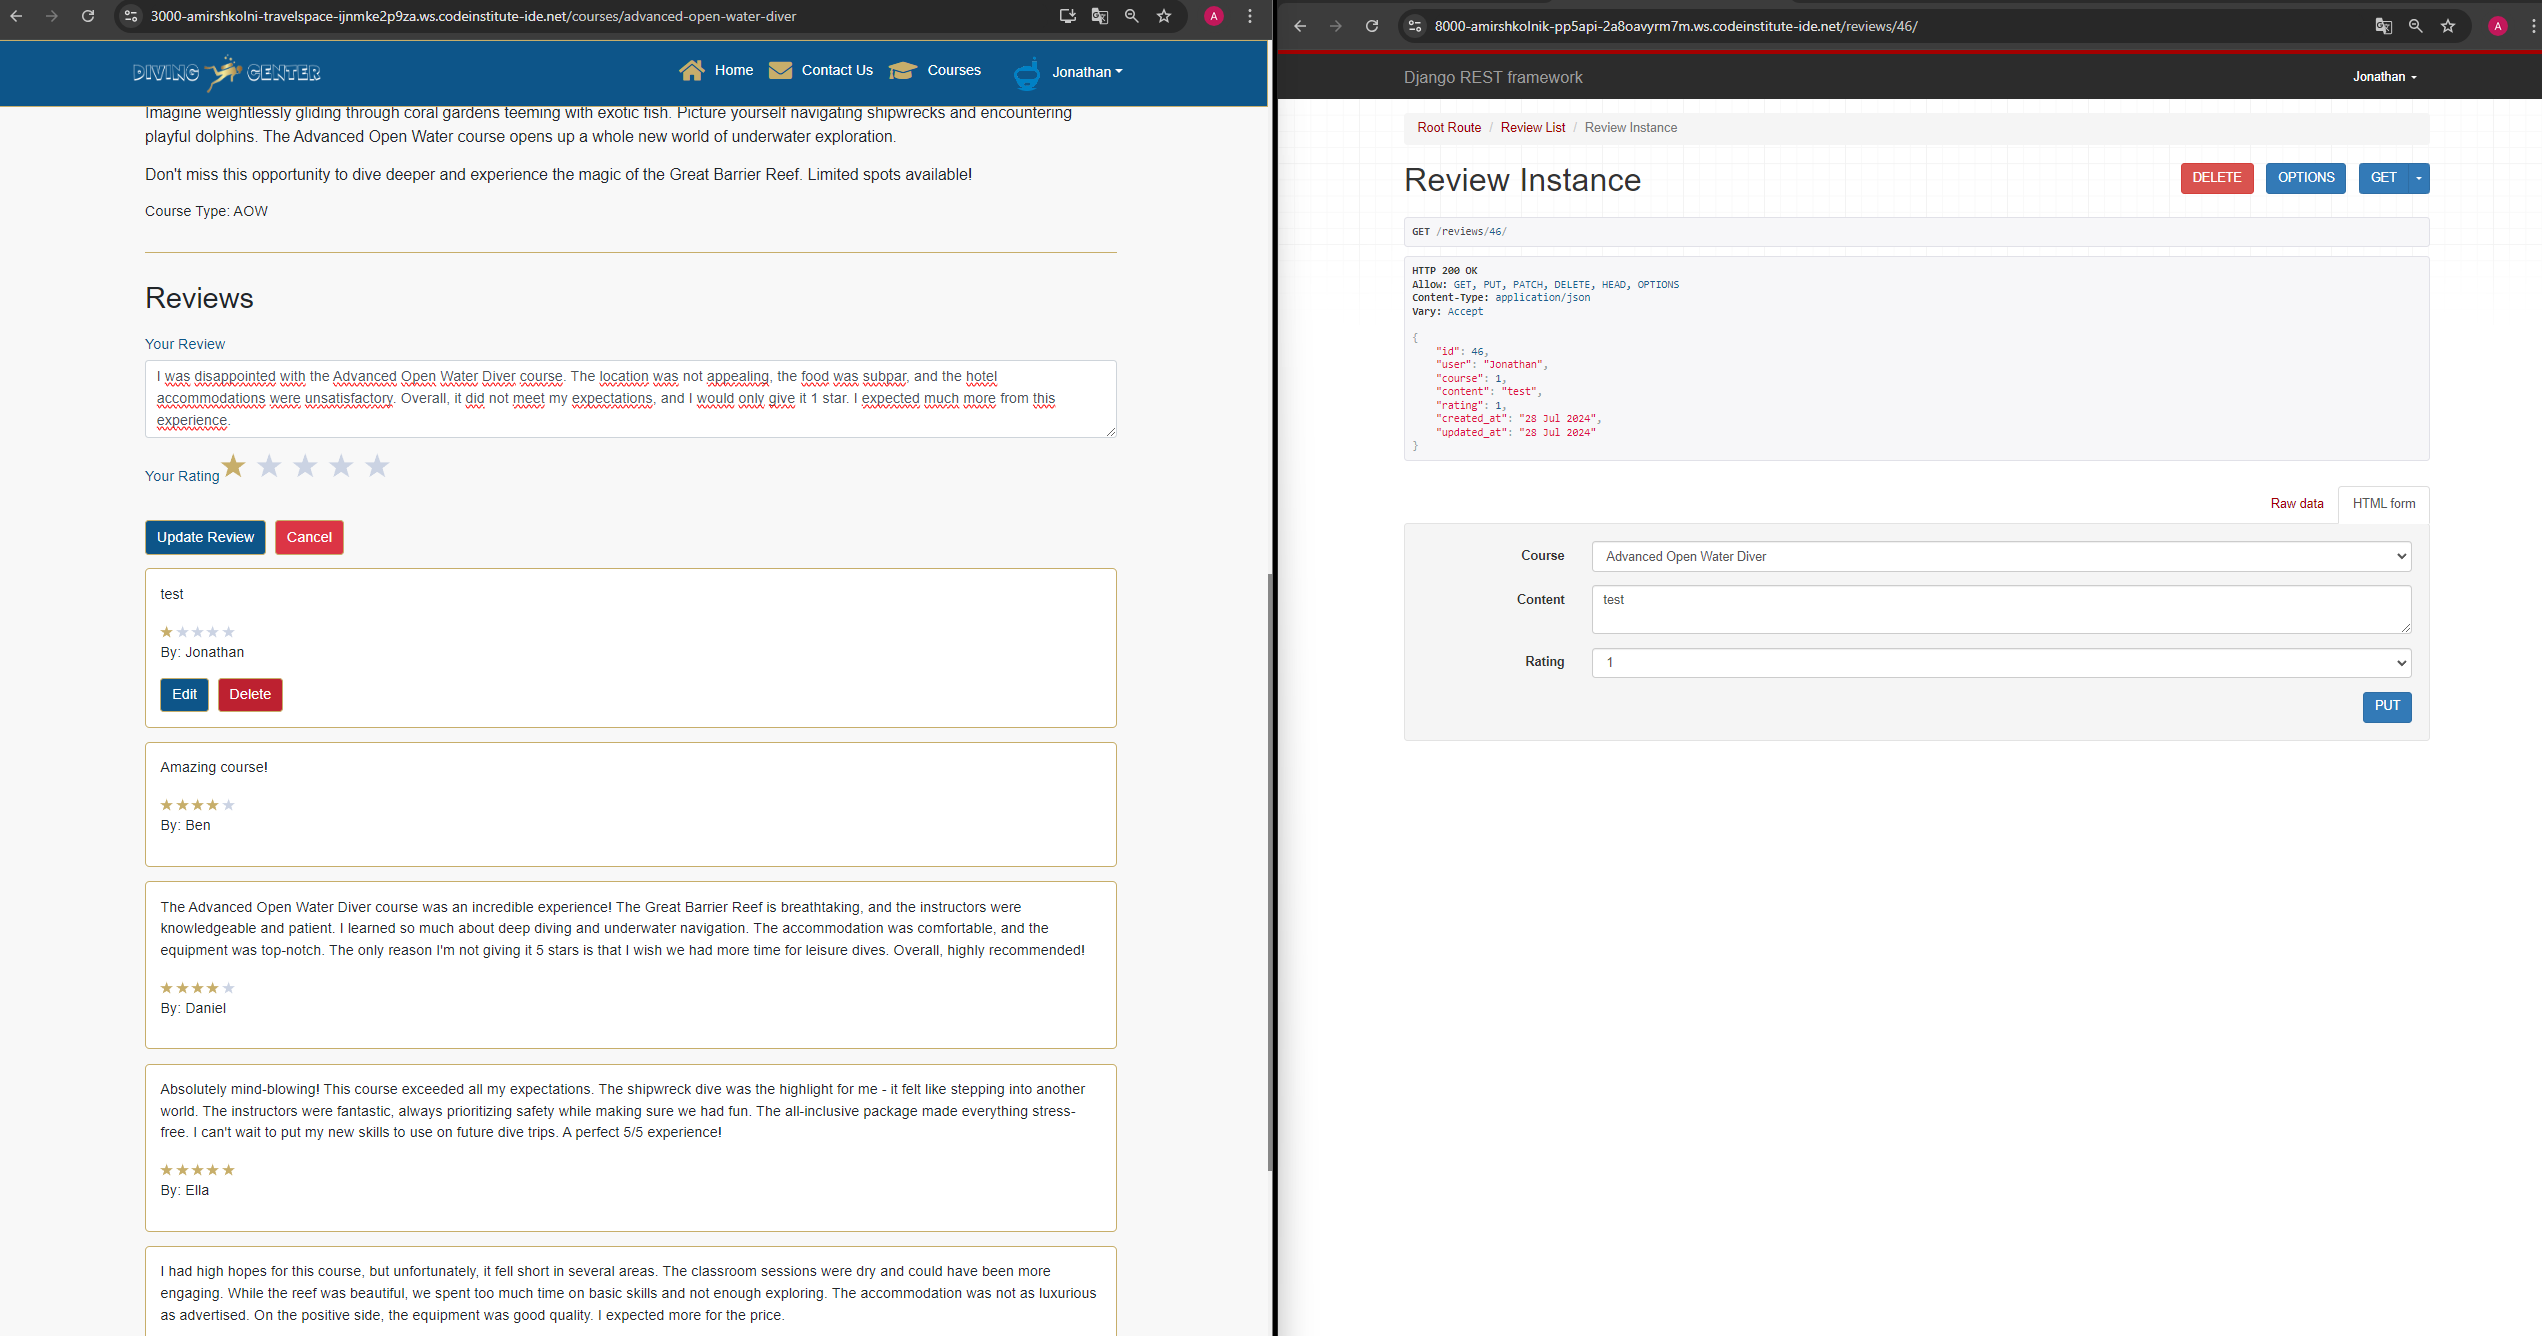 3000-amirshkolni-travelspace-ijnmke2p9za.ws.codeinstitute-ide.net/courses/advanced-open-water-diver
A
DIVING CENTER
Home
Contact Us
Courses
Jonathan
Imagine weightlessly gliding through coral gardens teeming with exotic fish. Picture yourself navigating shipwrecks and encountering
playful dolphins. The Advanced Open Water course opens up a whole new world of underwater exploration.
Don't miss this opportunity to dive deeper and experience the magic of the Great Barrier Reef. Limited spots available!
Course Type: AOW
Reviews
Your Review
I was disappointed with the Advanced Open Water Diver course. The location was not appealing, the food was subpar, and the hotel
accommodations were unsatisfactory. Overall, it did not meet my expectations, and I would only give it 1 star. I expected much more from this
experience.
Your Rating
Update Review
Cancel
test
By: Jonathan
Edit
Delete
Amazing course!
By: Ben
The Advanced Open Water Diver course was an incredible experience! The Great Barrier Reef is breathtaking, and the instructors were
knowledgeable and patient. I learned so much about deep diving and underwater navigation. The accommodation was comfortable, and the
equipment was top-notch. The only reason I'm not giving it 5 stars is that I wish we had more time for leisure dives. Overall, highly recommended!
By: Daniel
Absolutely mind-blowing! This course exceeded all my expectations. The shipwreck dive was the highlight for me - it felt like stepping into another
world. The instructors were fantastic, always prioritizing safety while making sure we had fun. The all-inclusive package made everything stress-
free. I can't wait to put my new skills to use on future dive trips. A perfect 5/5 experience!
By: Ella
I had high hopes for this course, but unfortunately, it fell short in several areas. The classroom sessions were dry and could have been more
engaging. While the reef was beautiful, we spent too much time on basic skills and not enough exploring. The accommodation was not as luxurious
as advertised. On the positive side, the equipment was good quality. I expected more for the price.
8000-amirshkolnik-pp5api-2a8oavyrm7m.ws.codeinstitute-ide.net/reviews/46/
A
Django REST framework
Jonathan
Root Route / Review List / Review Instance
Review Instance
DELETE
OPTIONS
GET
GET /reviews/46/
HTTP 200 OK
Allow: GET, PUT, PATCH, DELETE, HEAD, OPTIONS
Content-Type: application/json
Vary: Accept
{
"id": 46,
"user": "Jonathan",
"course": 1,
"content": "test",
"rating": 1,
"created_at": "28 Jul 2024",
"updated_at": "28 Jul 2024"
}
Raw data
HTML form
Course
Advanced Open Water Diver
Content
test
Rating
1
PUT